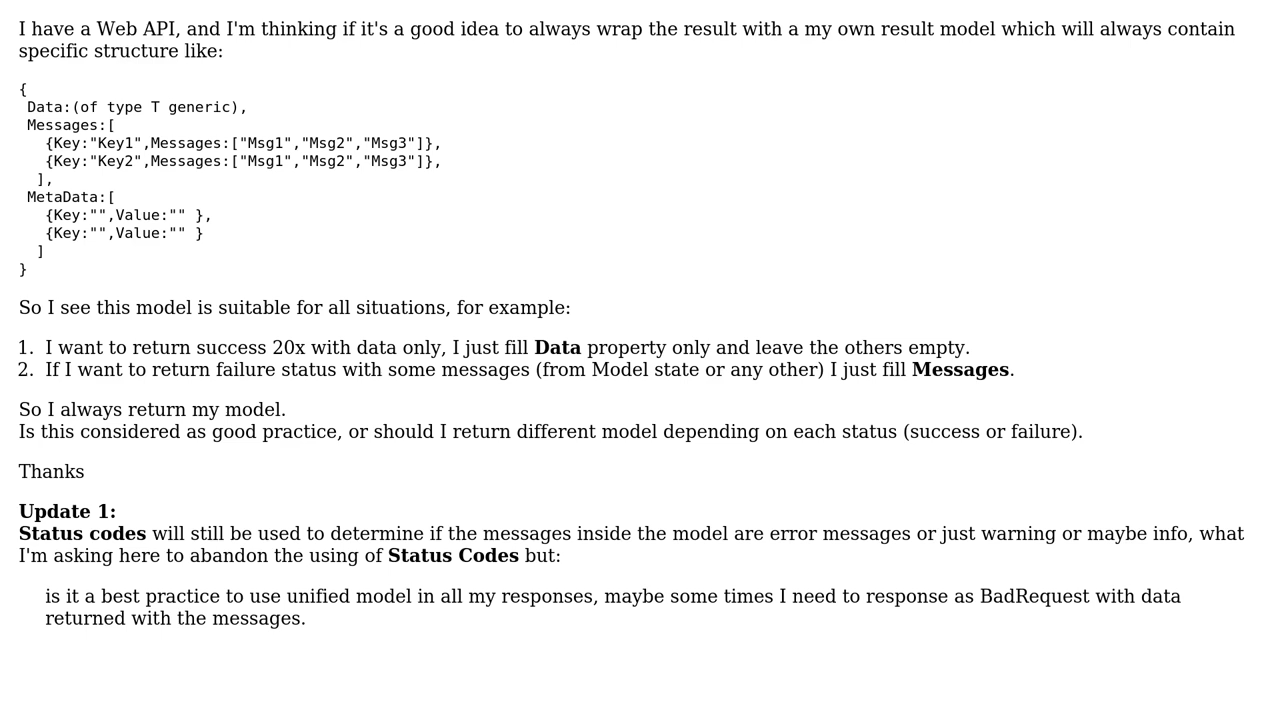 I have a Web API, and I'm thinking if it's a good idea to always wrap the result with a my own result model which will always contain
specific structure like:
{
 Data:(of type T generic),
 Messages:[
   {Key:"Key1",Messages:["Msg1","Msg2","Msg3"]},
   {Key:"Key2",Messages:["Msg1","Msg2","Msg3"]},
  ],
 MetaData:[
   {Key:"",Value:"" },
   {Key:"",Value:"" }
  ]
}
So I see this model is suitable for all situations, for example:
1. I want to return success 20x with data only, I just fill Data property only and leave the others empty.
2. If I want to return failure status with some messages (from Model state or any other) I just fill Messages.
So I always return my model.
Is this considered as good practice, or should I return different model depending on each status (success or failure).
Thanks
Update 1:
Status codes will still be used to determine if the messages inside the model are error messages or just warning or maybe info, what
I'm asking here to abandon the using of Status Codes but:
is it a best practice to use unified model in all my responses, maybe some times I need to response as BadRequest with data
returned with the messages.